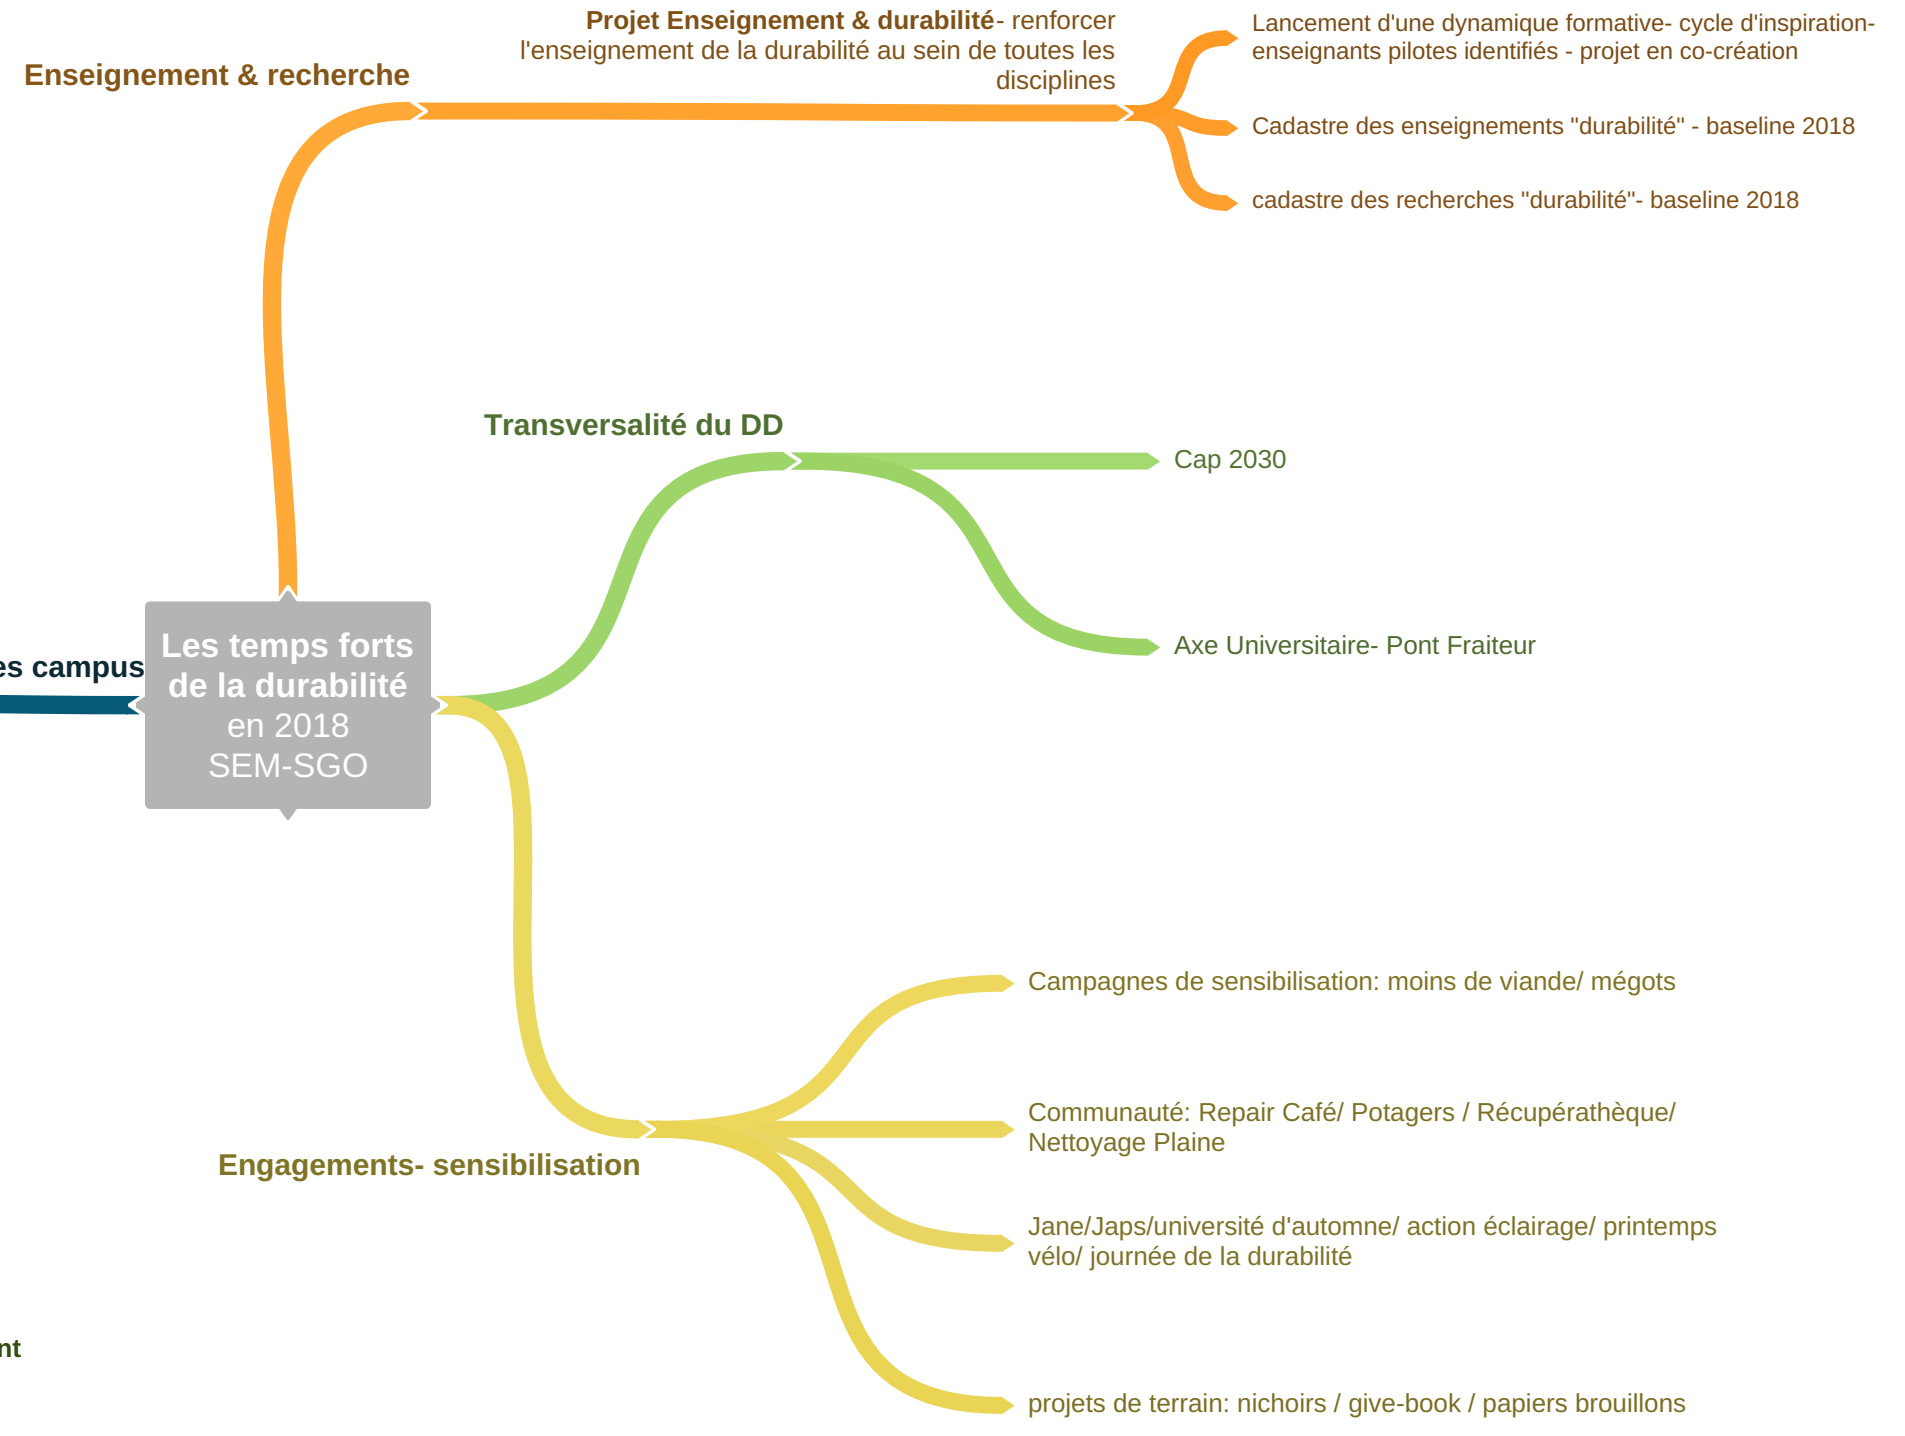 Projet Enseignement & durabilité- renforcer
l'enseignement de la durabilité au sein de toutes les
disciplines
Enseignement & recherche
Lancement d'une dynamique formative- cycle d'inspiration-
enseignants pilotes identifiés - projet en co-création
Cadastre des enseignements "durabilité" - baseline 2018
cadastre des recherches "durabilité"- baseline 2018
Transversalité du DD
Cap 2030
Axe Universitaire- Pont Fraiteur
es campus
Les temps forts
de la durabilité
en 2018
SEM-SGO
Engagements- sensibilisation
Campagnes de sensibilisation: moins de viande/ mégots
Communauté: Repair Café/ Potagers / Récupérathèque/
Nettoyage Plaine
Jane/Japs/université d'automne/ action éclairage/ printemps
vélo/ journée de la durabilité
projets de terrain: nichoirs / give-book / papiers brouillons
nt